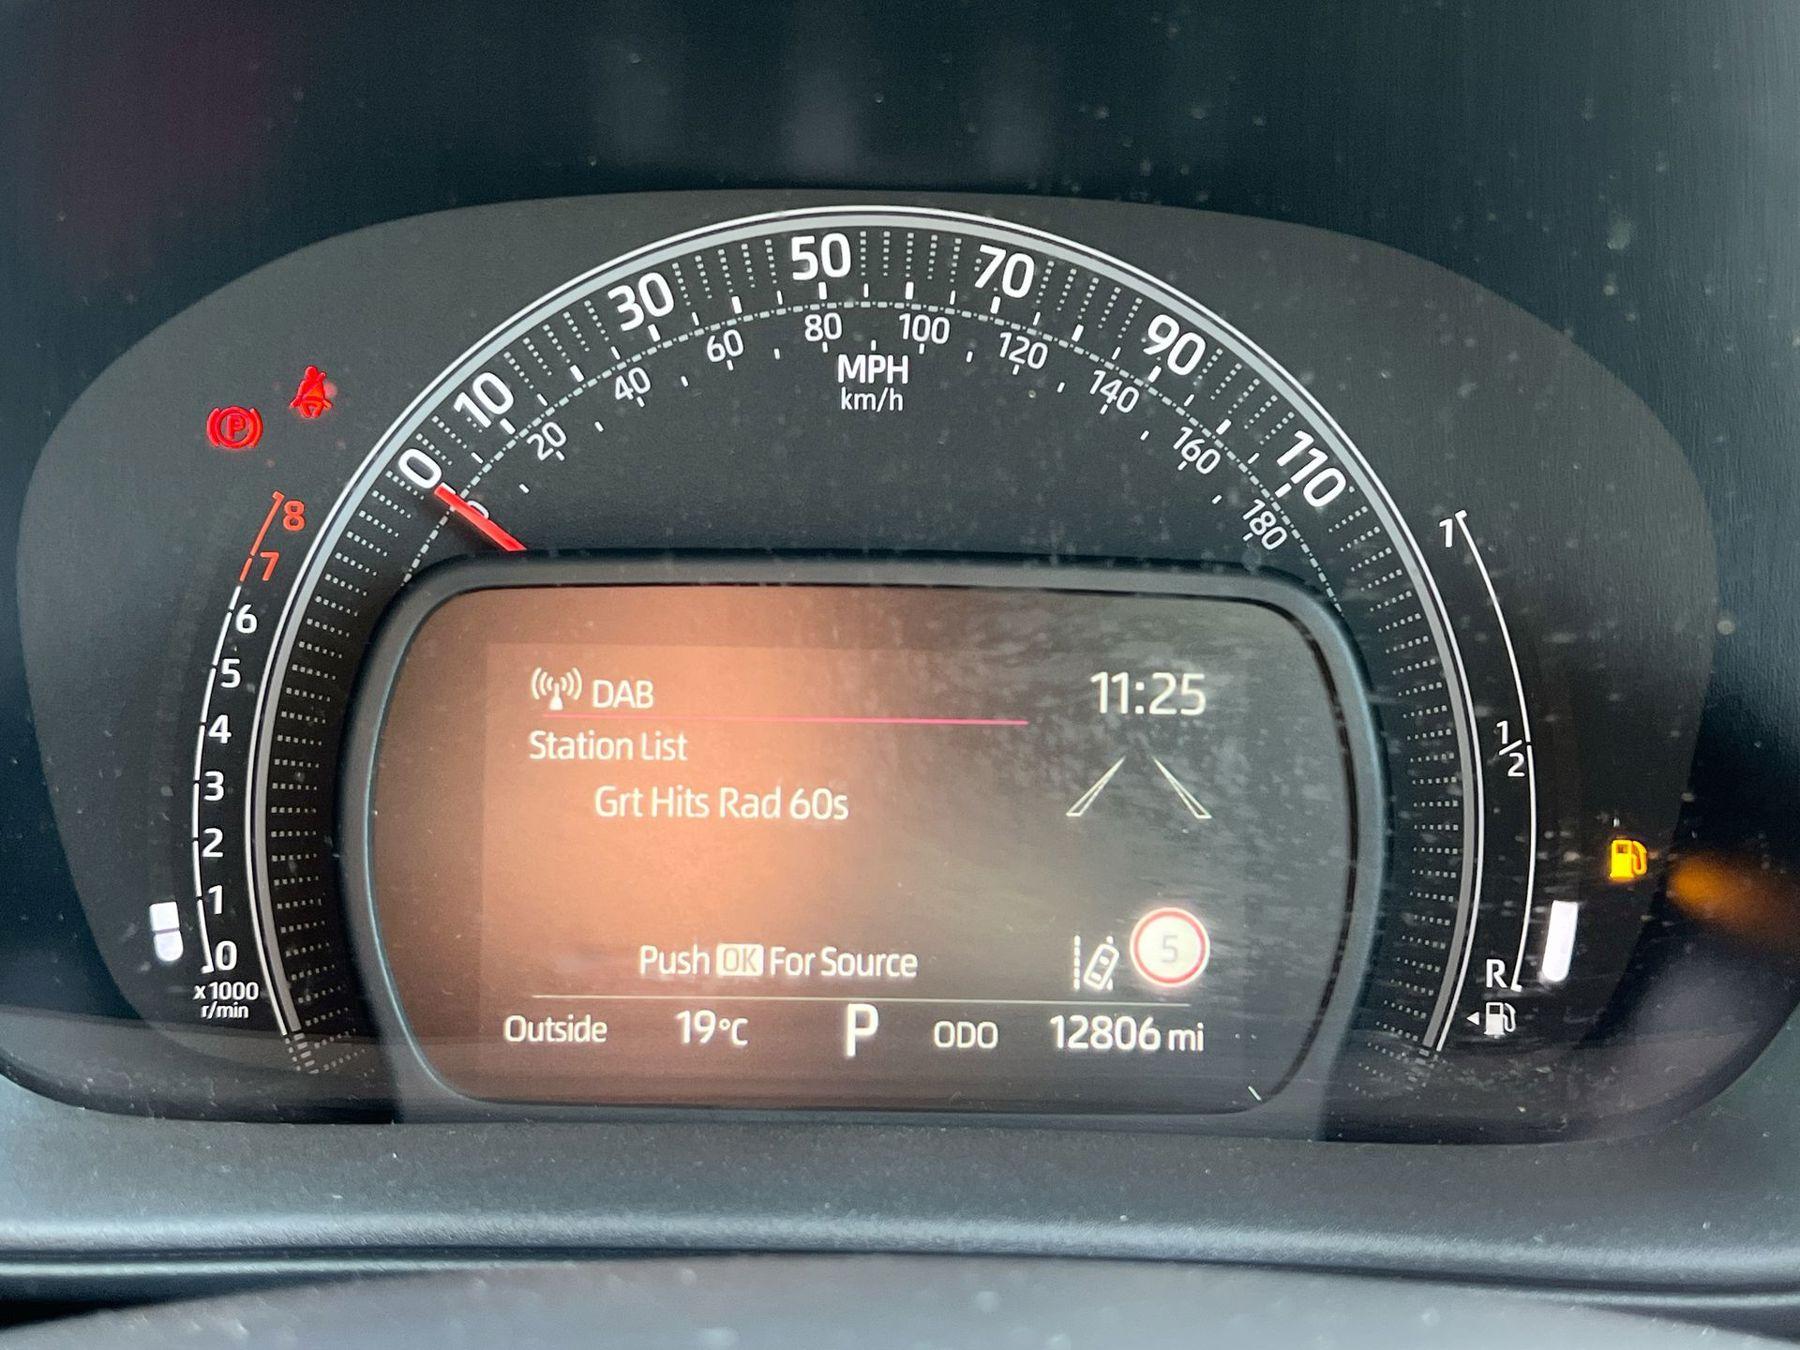 0 10 30 50 70 90 110
0 20 40 60 80 100 120 140 160 180
MPH
km/h
P
8
7
6
5
4
3
2
1
0
x1000
r/min
DAB
11:25
Station List
Grt Hits Rad 60s
Push OK For Source
5
Outside 19°C P ODO 12806 mi
1
1/2
R